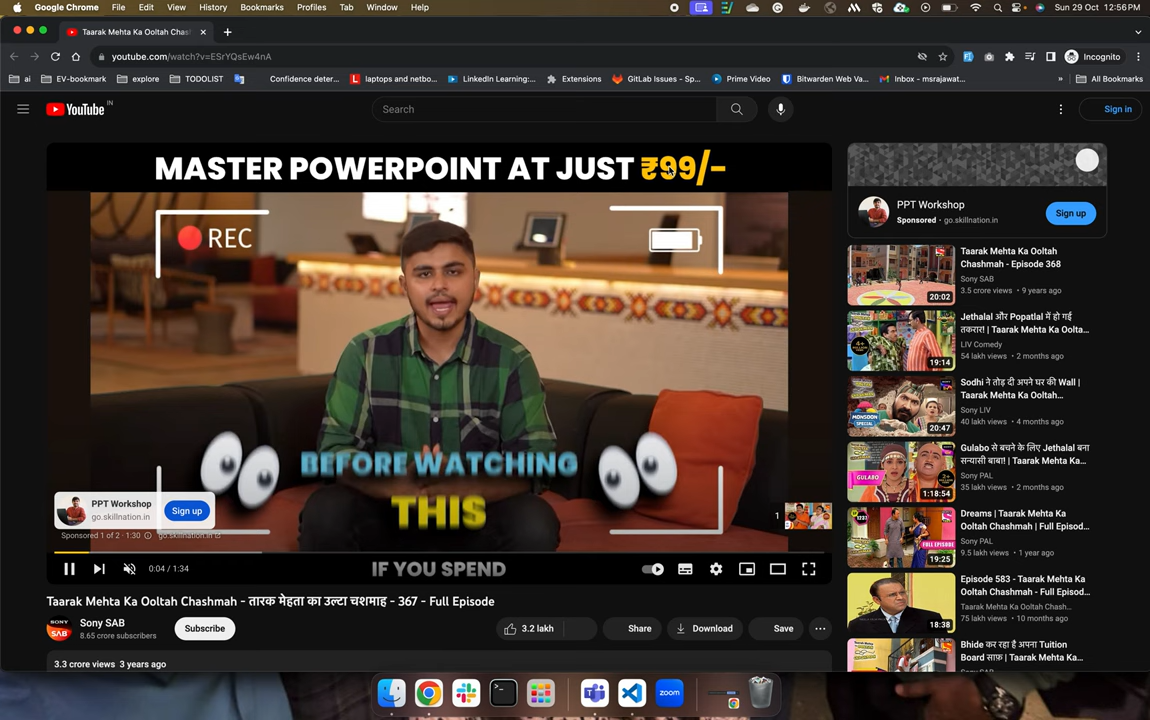 Google Chrome File Edit View History Bookmarks Profiles Tab Window Help Sun 29 Oct 12:56 PM
Taarak Mehta Ka Ooltah Chas
youtube.com/watch?v=ESrYQsEw4nA Incognito
ai EV-bookmark explore TODOLIST Confidence deter... laptops and netbo... LinkedIn Learning:... Extensions GitLab Issues - Sp... Prime Video Bitwarden Web Va... Inbox - msrajawat... » All Bookmarks
YouTube IN
Search
Sign in
MASTER POWERPOINT AT JUST ₹99/-
REC
BEFORE WATCHING
THIS
PPT Workshop
go.skillnation.in
Sign up
Sponsored 1 of 2 · 1:30 go.skillnation.in
1
0:04 / 1:34
IF YOU SPEND
Taarak Mehta Ka Ooltah Chashmah - तारक मेहता का उल्टा चशमाह - 367 - Full Episode
SONY SAB
Sony SAB
8.65 crore subscribers
Subscribe
3.2 lakh
Share
Download
Save
3.3 crore views 3 years ago
PPT Workshop
Sponsored · go.skillnation.in
Sign up
Taarak Mehta Ka Ooltah
Chashmah - Episode 368
Sony SAB
3.5 crore views • 9 years ago
20:02
Jethalal और Popatlal में हो गई
तकरार! | Taarak Mehta Ka Oolta...
LIV Comedy
54 lakh views • 2 months ago
19:14
Sodhi ने तोड़ दी अपने घर की Wall |
Taarak Mehta Ka Ooltah...
Sony LIV
40 lakh views • 4 months ago
MONSOON
SPECIAL
20:47
Gulabo से बचने के लिए Jethalal बन
सन्यासी बाबा! | Taarak Mehta Ka...
Sony PAL
35 lakh views • 2 months ago
GULABO
1:18:54
Dreams | Taarak Mehta Ka
Ooltah Chashmah | Full Episod...
Sony PAL
9.5 lakh views • 1 year ago
FULL EPISODE
19:25
Episode 583 - Taarak Mehta Ka
Ooltah Chashmah - Full Episod...
Taarak Mehta Ka Ooltah Chash...
75 lakh views • 10 months ago
18:38
Bhide कर रहा है अपना Tuition
Board साफ़ | Taarak Mehta Ka...
zoom